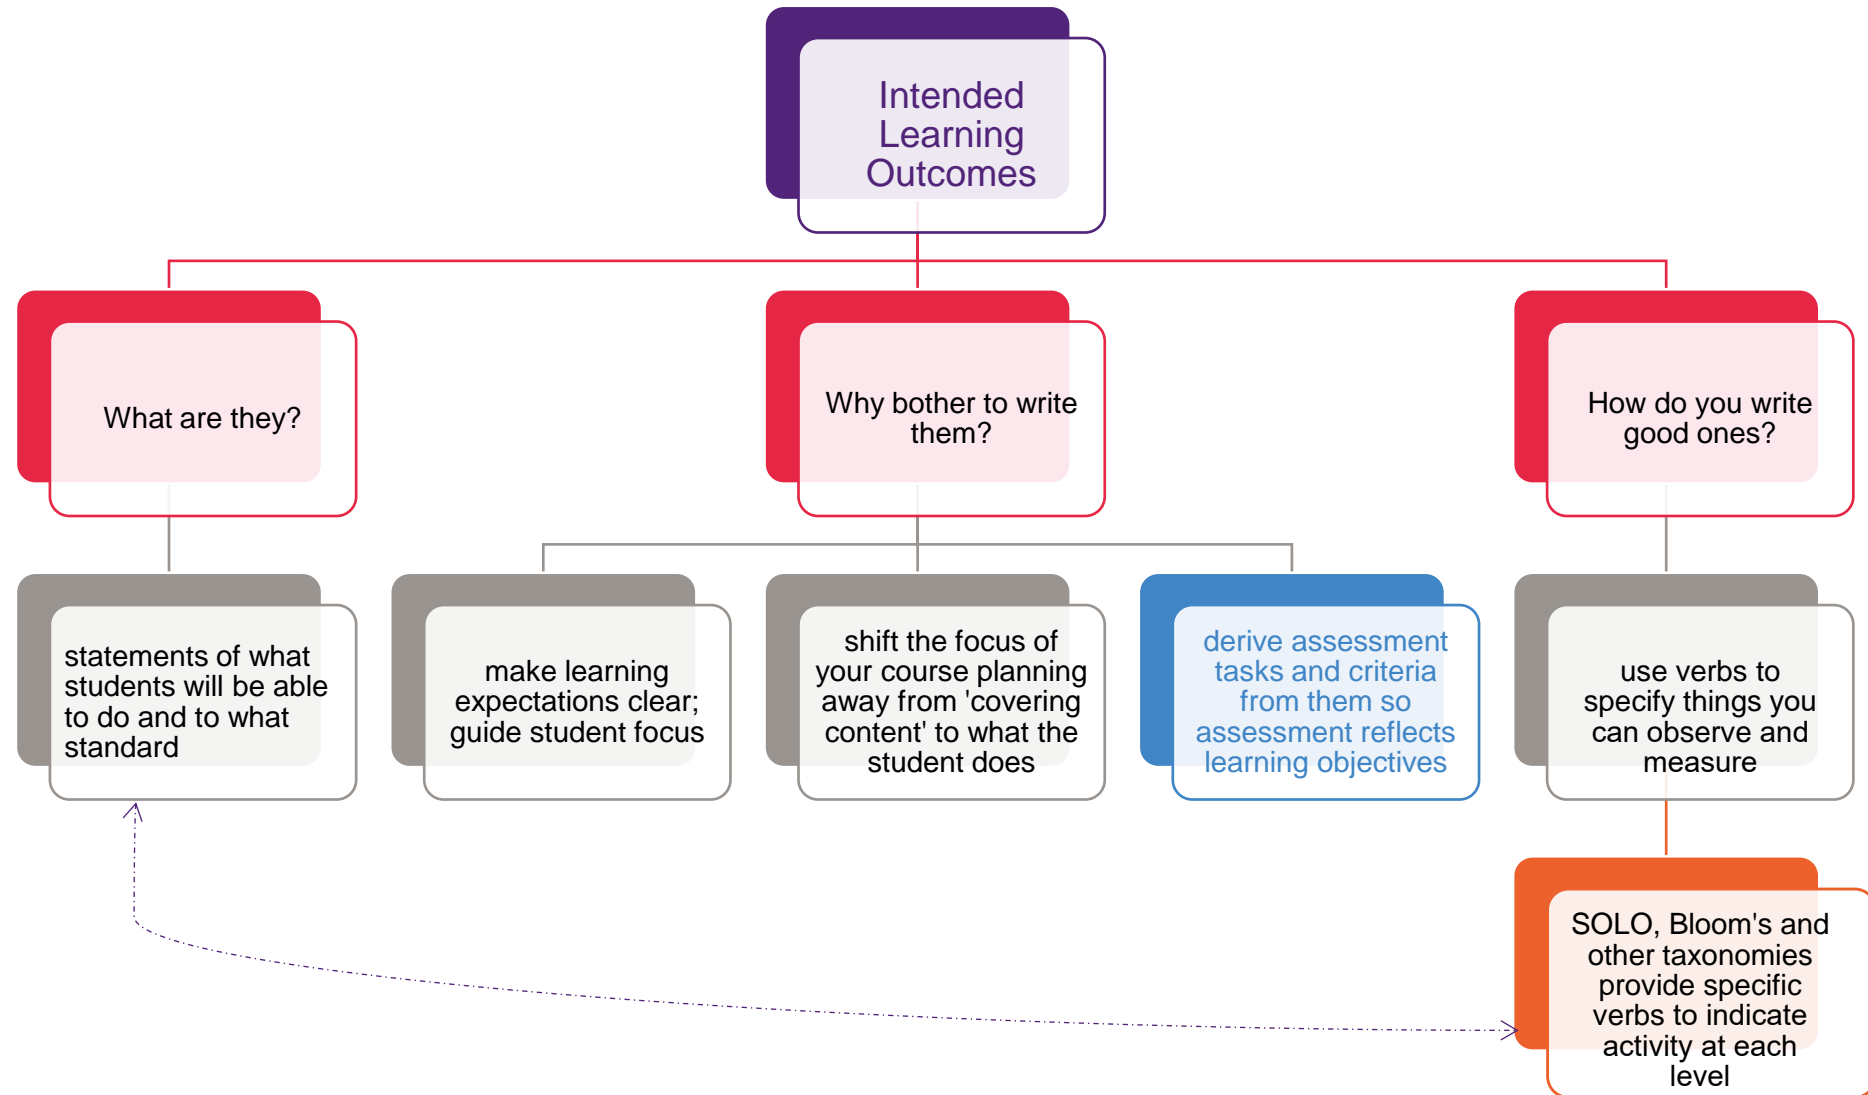 Intended
Learning
Outcomes
What are they?
Why bother to write
them?
How do you write
good ones?
statements of what
students will be able
to do and to what
standard
make learning
expectations clear;
guide student focus
shift the focus of
your course planning
away from 'covering
content' to what the
student does
derive assessment
tasks and criteria
from them so
assessment reflects
learning objectives
use verbs to
specify things you
can observe and
measure
SOLO, Bloom's and
other taxonomies
provide specific
verbs to indicate
activity at each
level